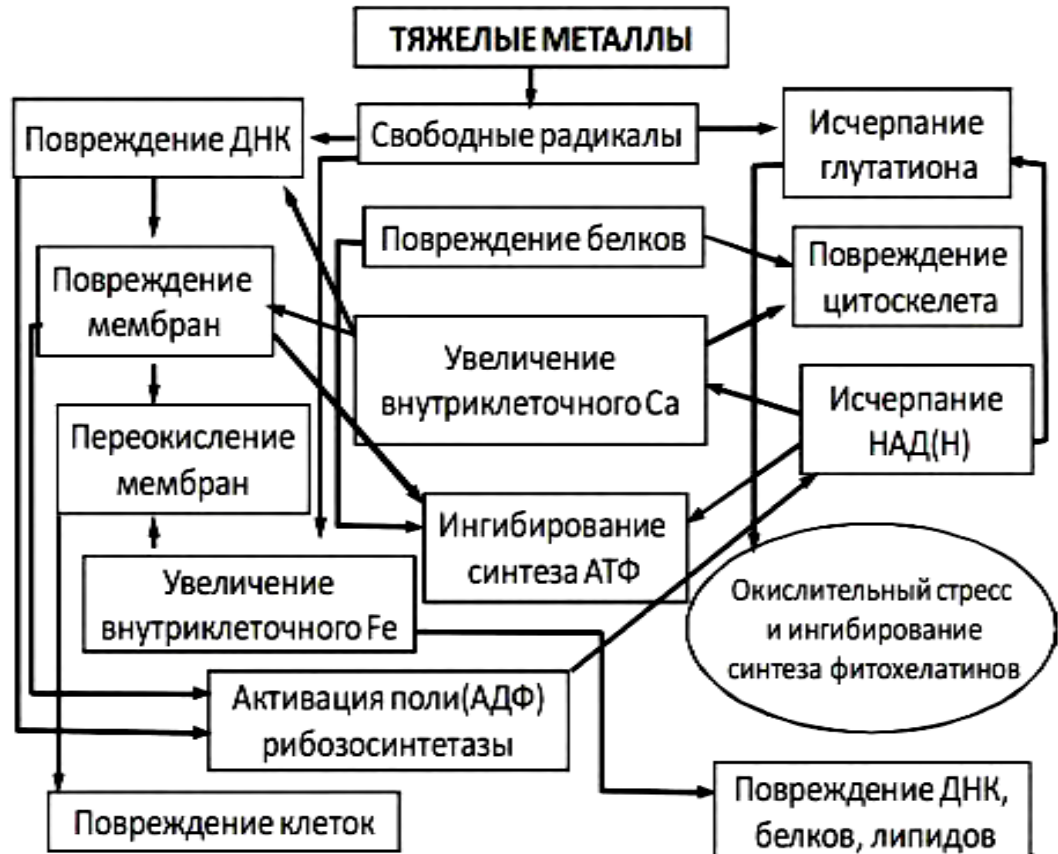 ТЯЖЕЛЫЕ МЕТАЛЛЫ
Повреждение ДНК
Свободные радикалы
Исчерпание
глутатиона
Повреждение белков
Повреждение
цитоскелета
Повреждение
мембран
Увеличение
внутриклеточного Ca
Исчерпание
НАД(Н)
Переокисление
мембран
Ингибирование
синтеза АТФ
Увеличение
внутриклеточного Fe
Окислительный стресс
и ингибирование
синтеза фитохелатинов
Активация поли(АДФ)
рибозосинтетазы
Повреждение клеток
Повреждение ДНК,
белков, липидов